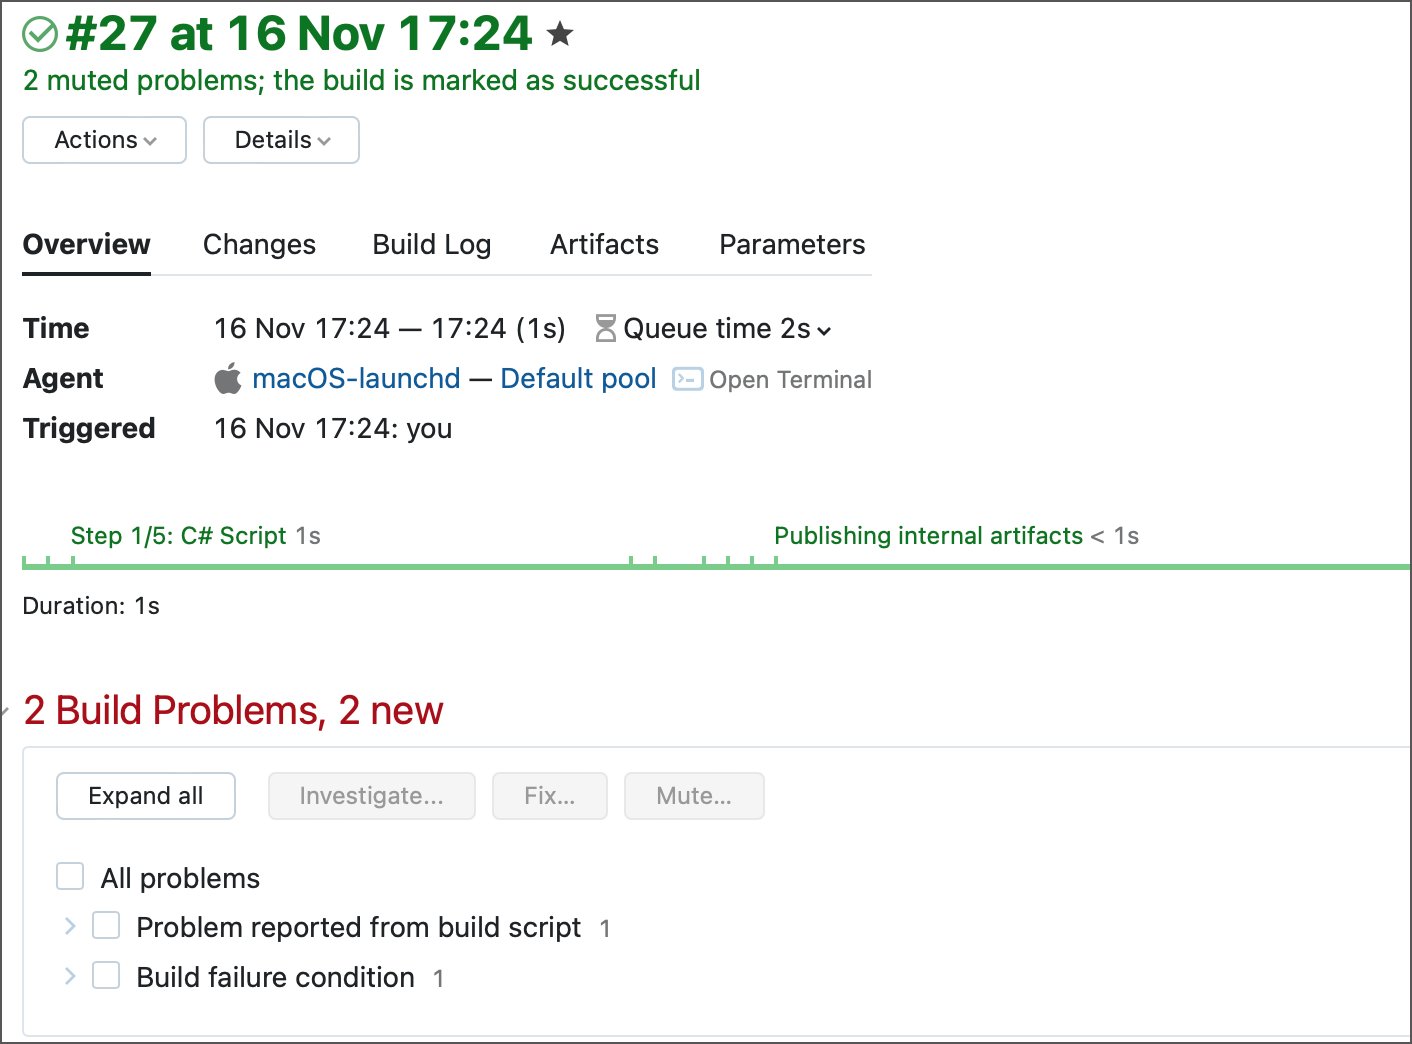 #27 at 16 Nov 17:24
2 muted problems; the build is marked as successful
Actions Details
Overview Changes Build Log Artifacts Parameters
Time 16 Nov 17:24 — 17:24 (1s) Queue time 2s
Agent macOS-launchd — Default pool Open Terminal
Triggered 16 Nov 17:24: you
Step 1/5: C# Script 1s Publishing internal artifacts < 1s
Duration: 1s
2 Build Problems, 2 new
Expand all Investigate... Fix... Mute...
All problems
Problem reported from build script 1
Build failure condition 1